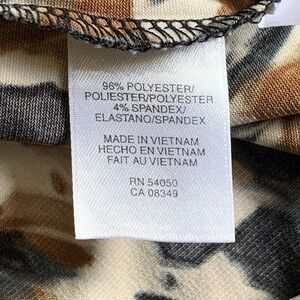 96% POLYESTER/
POLIESTER/POLYESTER
4% SPANDEX/
ELASTANO/SPANDEX
MADE IN VIETNAM
HECHO EN VIETNAM
FAIT AU VIETNAM
RN 54050
CA 08349